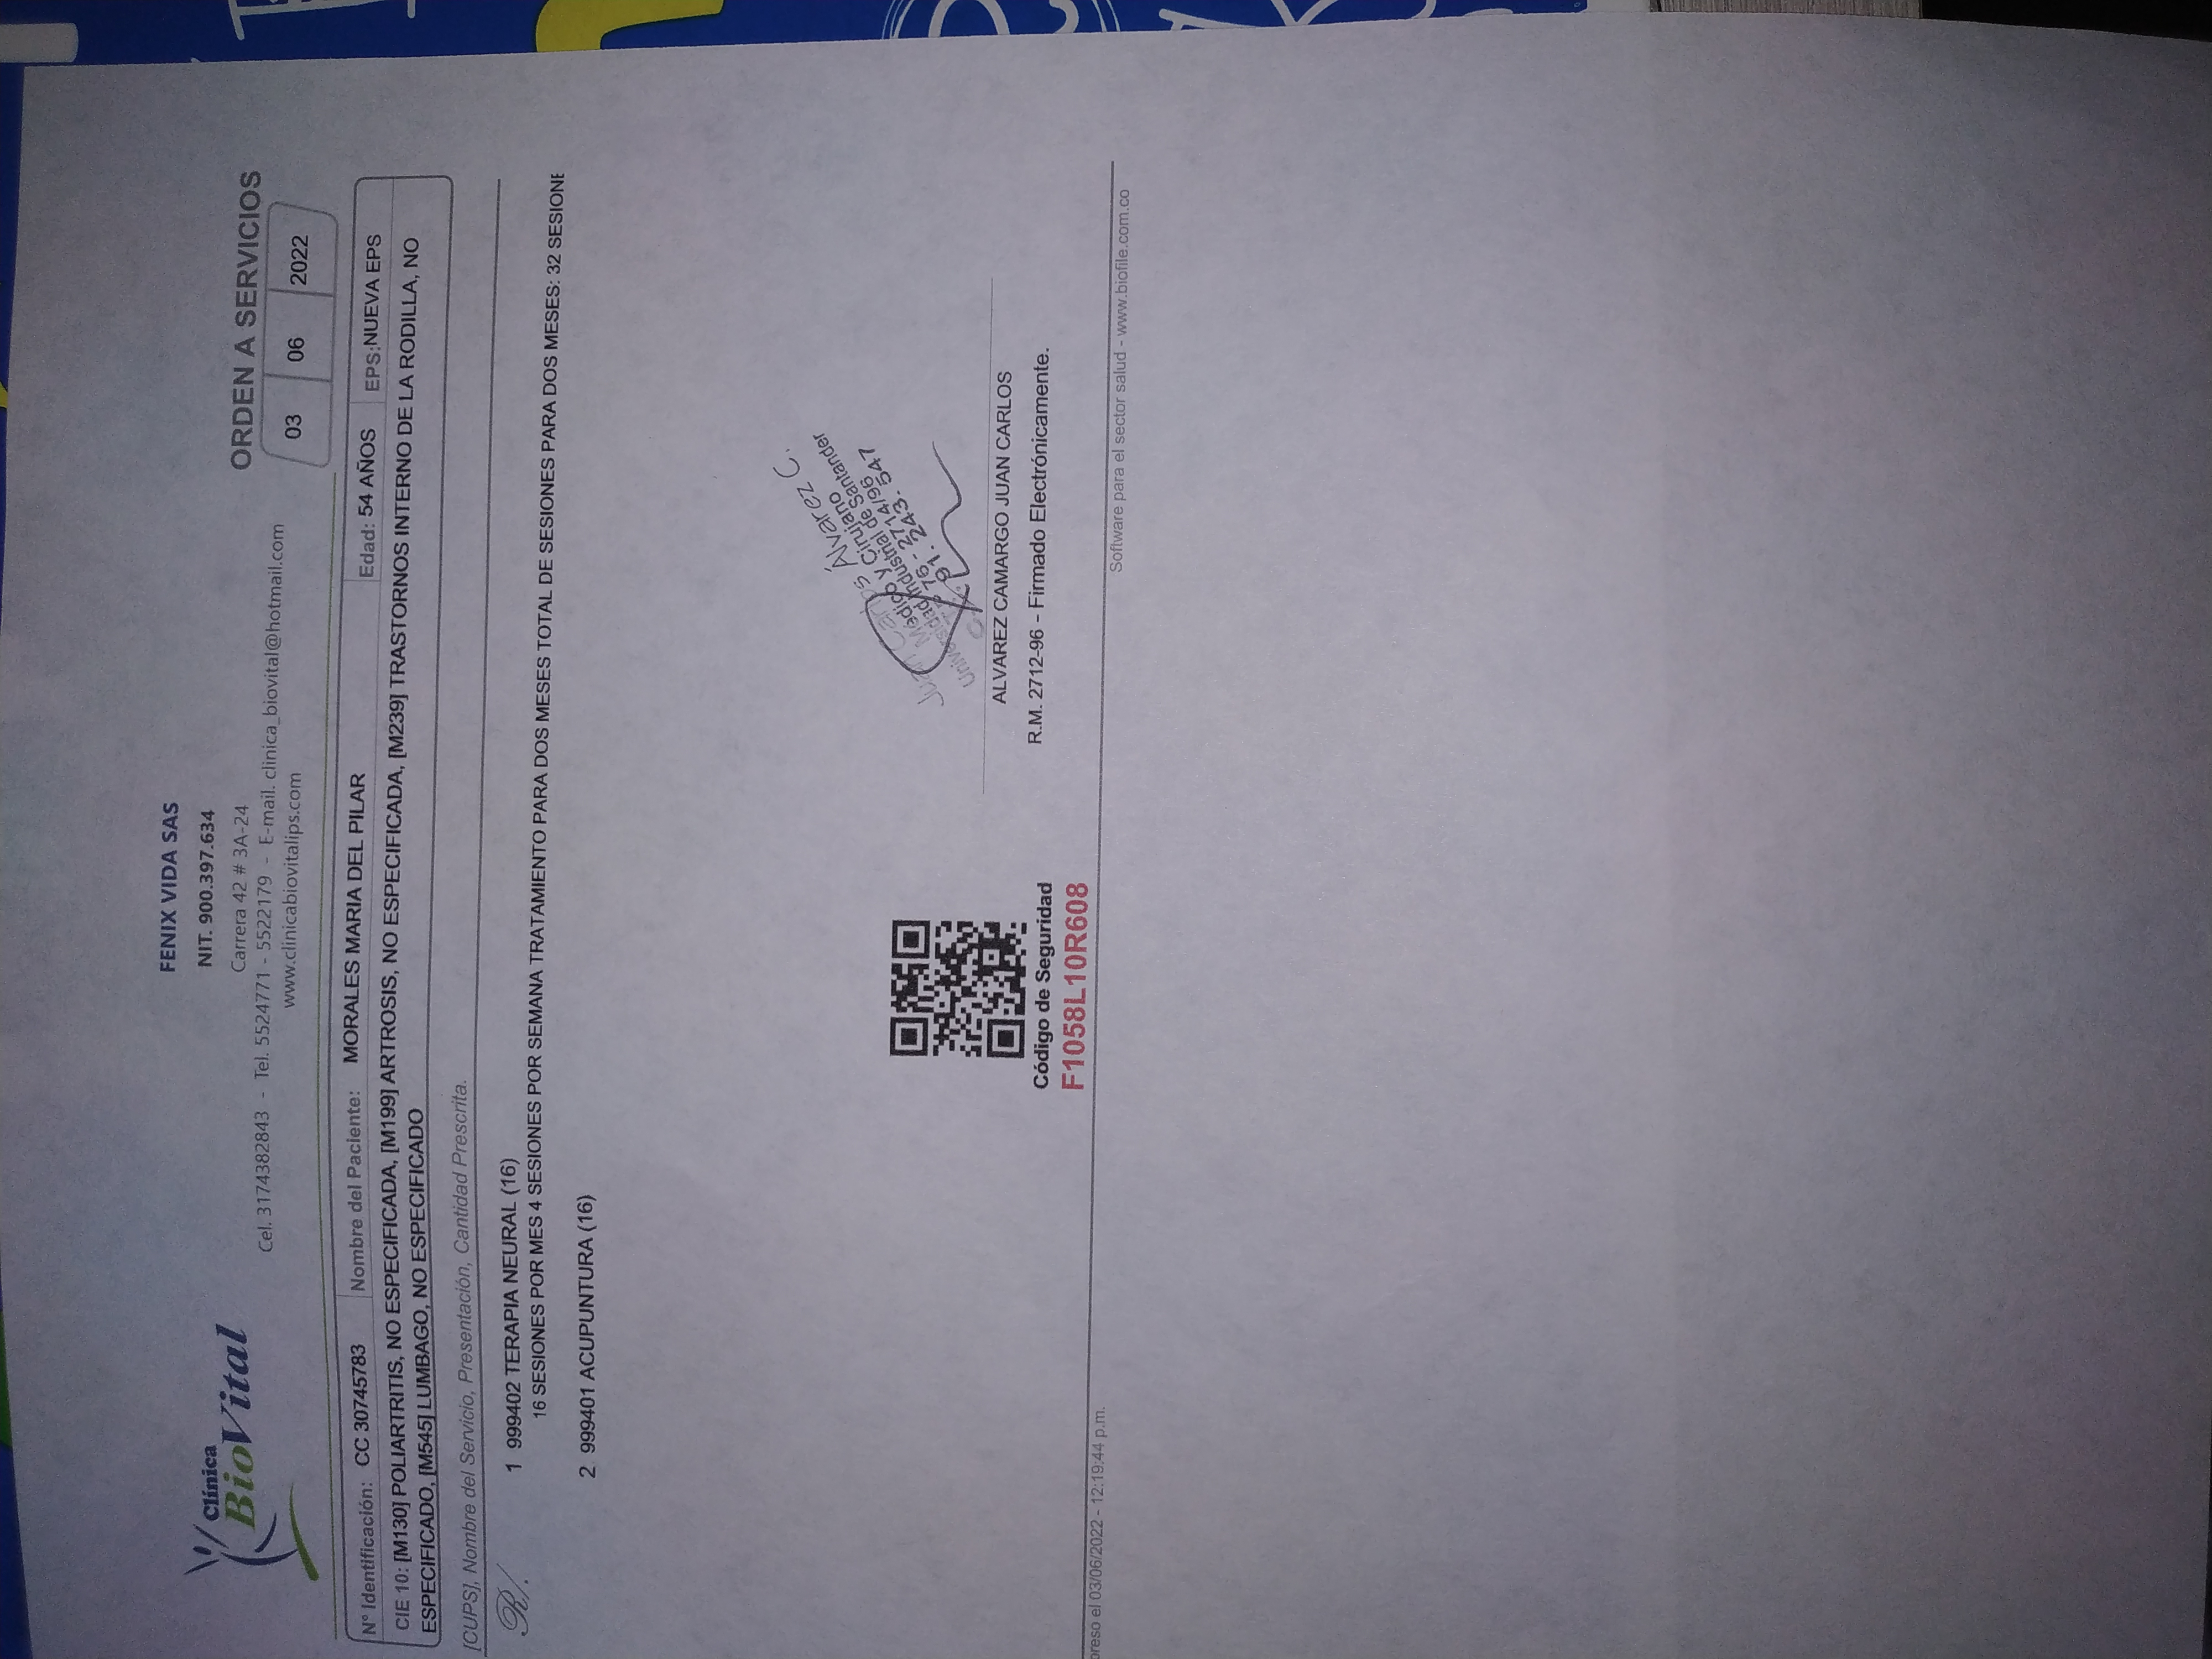 Clínica
BioVital
FENIX VIDA SAS
NIT. 900.397.634
Carrera 42 # 3A-24
Cel. 3174382843 - Tel. 5524771 - 5522179 - E-mail. clinica_biovital@hotmail.com
www.clinicabiovitalips.com
ORDEN A SERVICIOS
03 06 2022
N° Identificación: CC 30745783 Nombre del Paciente: MORALES MARIA DEL PILAR Edad: 54 AÑOS EPS:NUEVA EPS
CIE 10: [M130] POLIARTRITIS, NO ESPECIFICADA, [M199] ARTROSIS, NO ESPECIFICADA, [M239] TRASTORNOS INTERNO DE LA RODILLA, NO
ESPECIFICADO, [M545] LUMBAGO, NO ESPECIFICADO
[CUPS], Nombre del Servicio, Presentación, Cantidad Prescrita.
R/. 1 999402 TERAPIA NEURAL (16)
16 SESIONES POR MES 4 SESIONES POR SEMANA TRATAMIENTO PARA DOS MESES TOTAL DE SESIONES PARA DOS MESES: 32 SESIONE
2 999401 ACUPUNTURA (16)
Juan Carlos Álvarez C.
Médico y Cirujano
Universidad Industrial de Santander
76 - 2714/96
91. 243. 547
ALVAREZ CAMARGO JUAN CARLOS
R.M. 2712-96 - Firmado Electrónicamente.
Código de Seguridad
F1058L10R608
preso el 03/06/2022 - 12:19:44 p.m.
Software para el sector salud - www.biofile.com.co